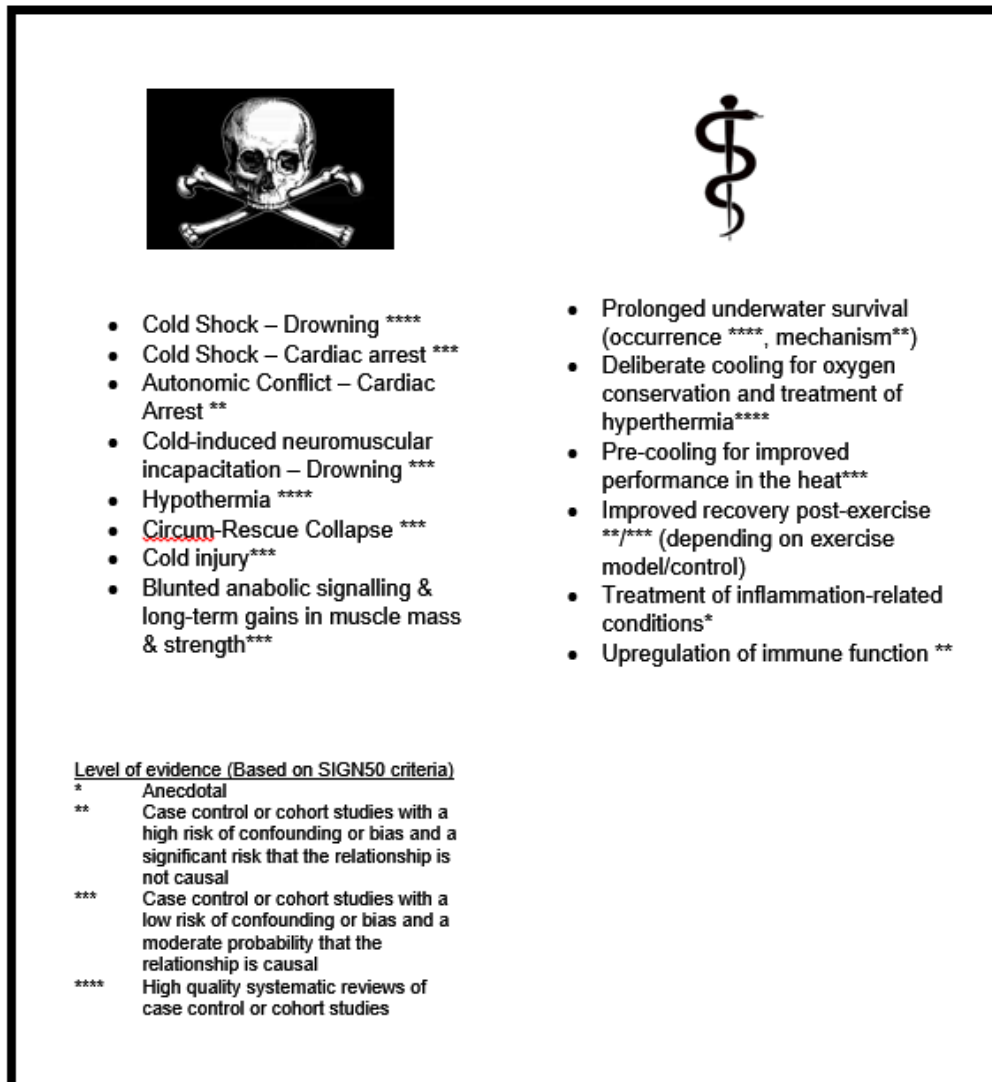 • Cold Shock – Drowning ****
• Cold Shock – Cardiac arrest ***
• Autonomic Conflict – Cardiac
Arrest **
• Cold-induced neuromuscular
incapacitation – Drowning ***
• Hypothermia ****
• Circum-Rescue Collapse ***
• Cold injury***
• Blunted anabolic signalling &
long-term gains in muscle mass
& strength***
• Prolonged underwater survival
(occurrence ****, mechanism**)
• Deliberate cooling for oxygen
conservation and treatment of
hyperthermia****
• Pre-cooling for improved
performance in the heat***
• Improved recovery post-exercise
**/*** (depending on exercise
model/control)
• Treatment of inflammation-related
conditions*
• Upregulation of immune function **
Level of evidence (Based on SIGN50 criteria)
* Anecdotal
** Case control or cohort studies with a
high risk of confounding or bias and a
significant risk that the relationship is
not causal
*** Case control or cohort studies with a
low risk of confounding or bias and a
moderate probability that the
relationship is causal
**** High quality systematic reviews of
case control or cohort studies